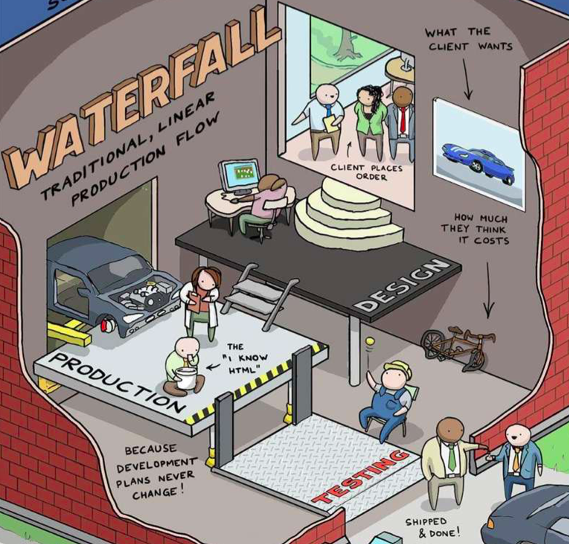 WATERFALL
TRADITIONAL, LINEAR
PRODUCTION FLOW
WHAT THE
CLIENT WANTS
CLIENT PLACES
ORDER
HOW MUCH
THEY THINK
IT COSTS
DESIGN
THE
"I KNOW
HTML"
PRODUCTION
BECAUSE
DEVELOPMENT
PLANS NEVER
CHANGE!
TESTING
SHIPPED
& DONE!